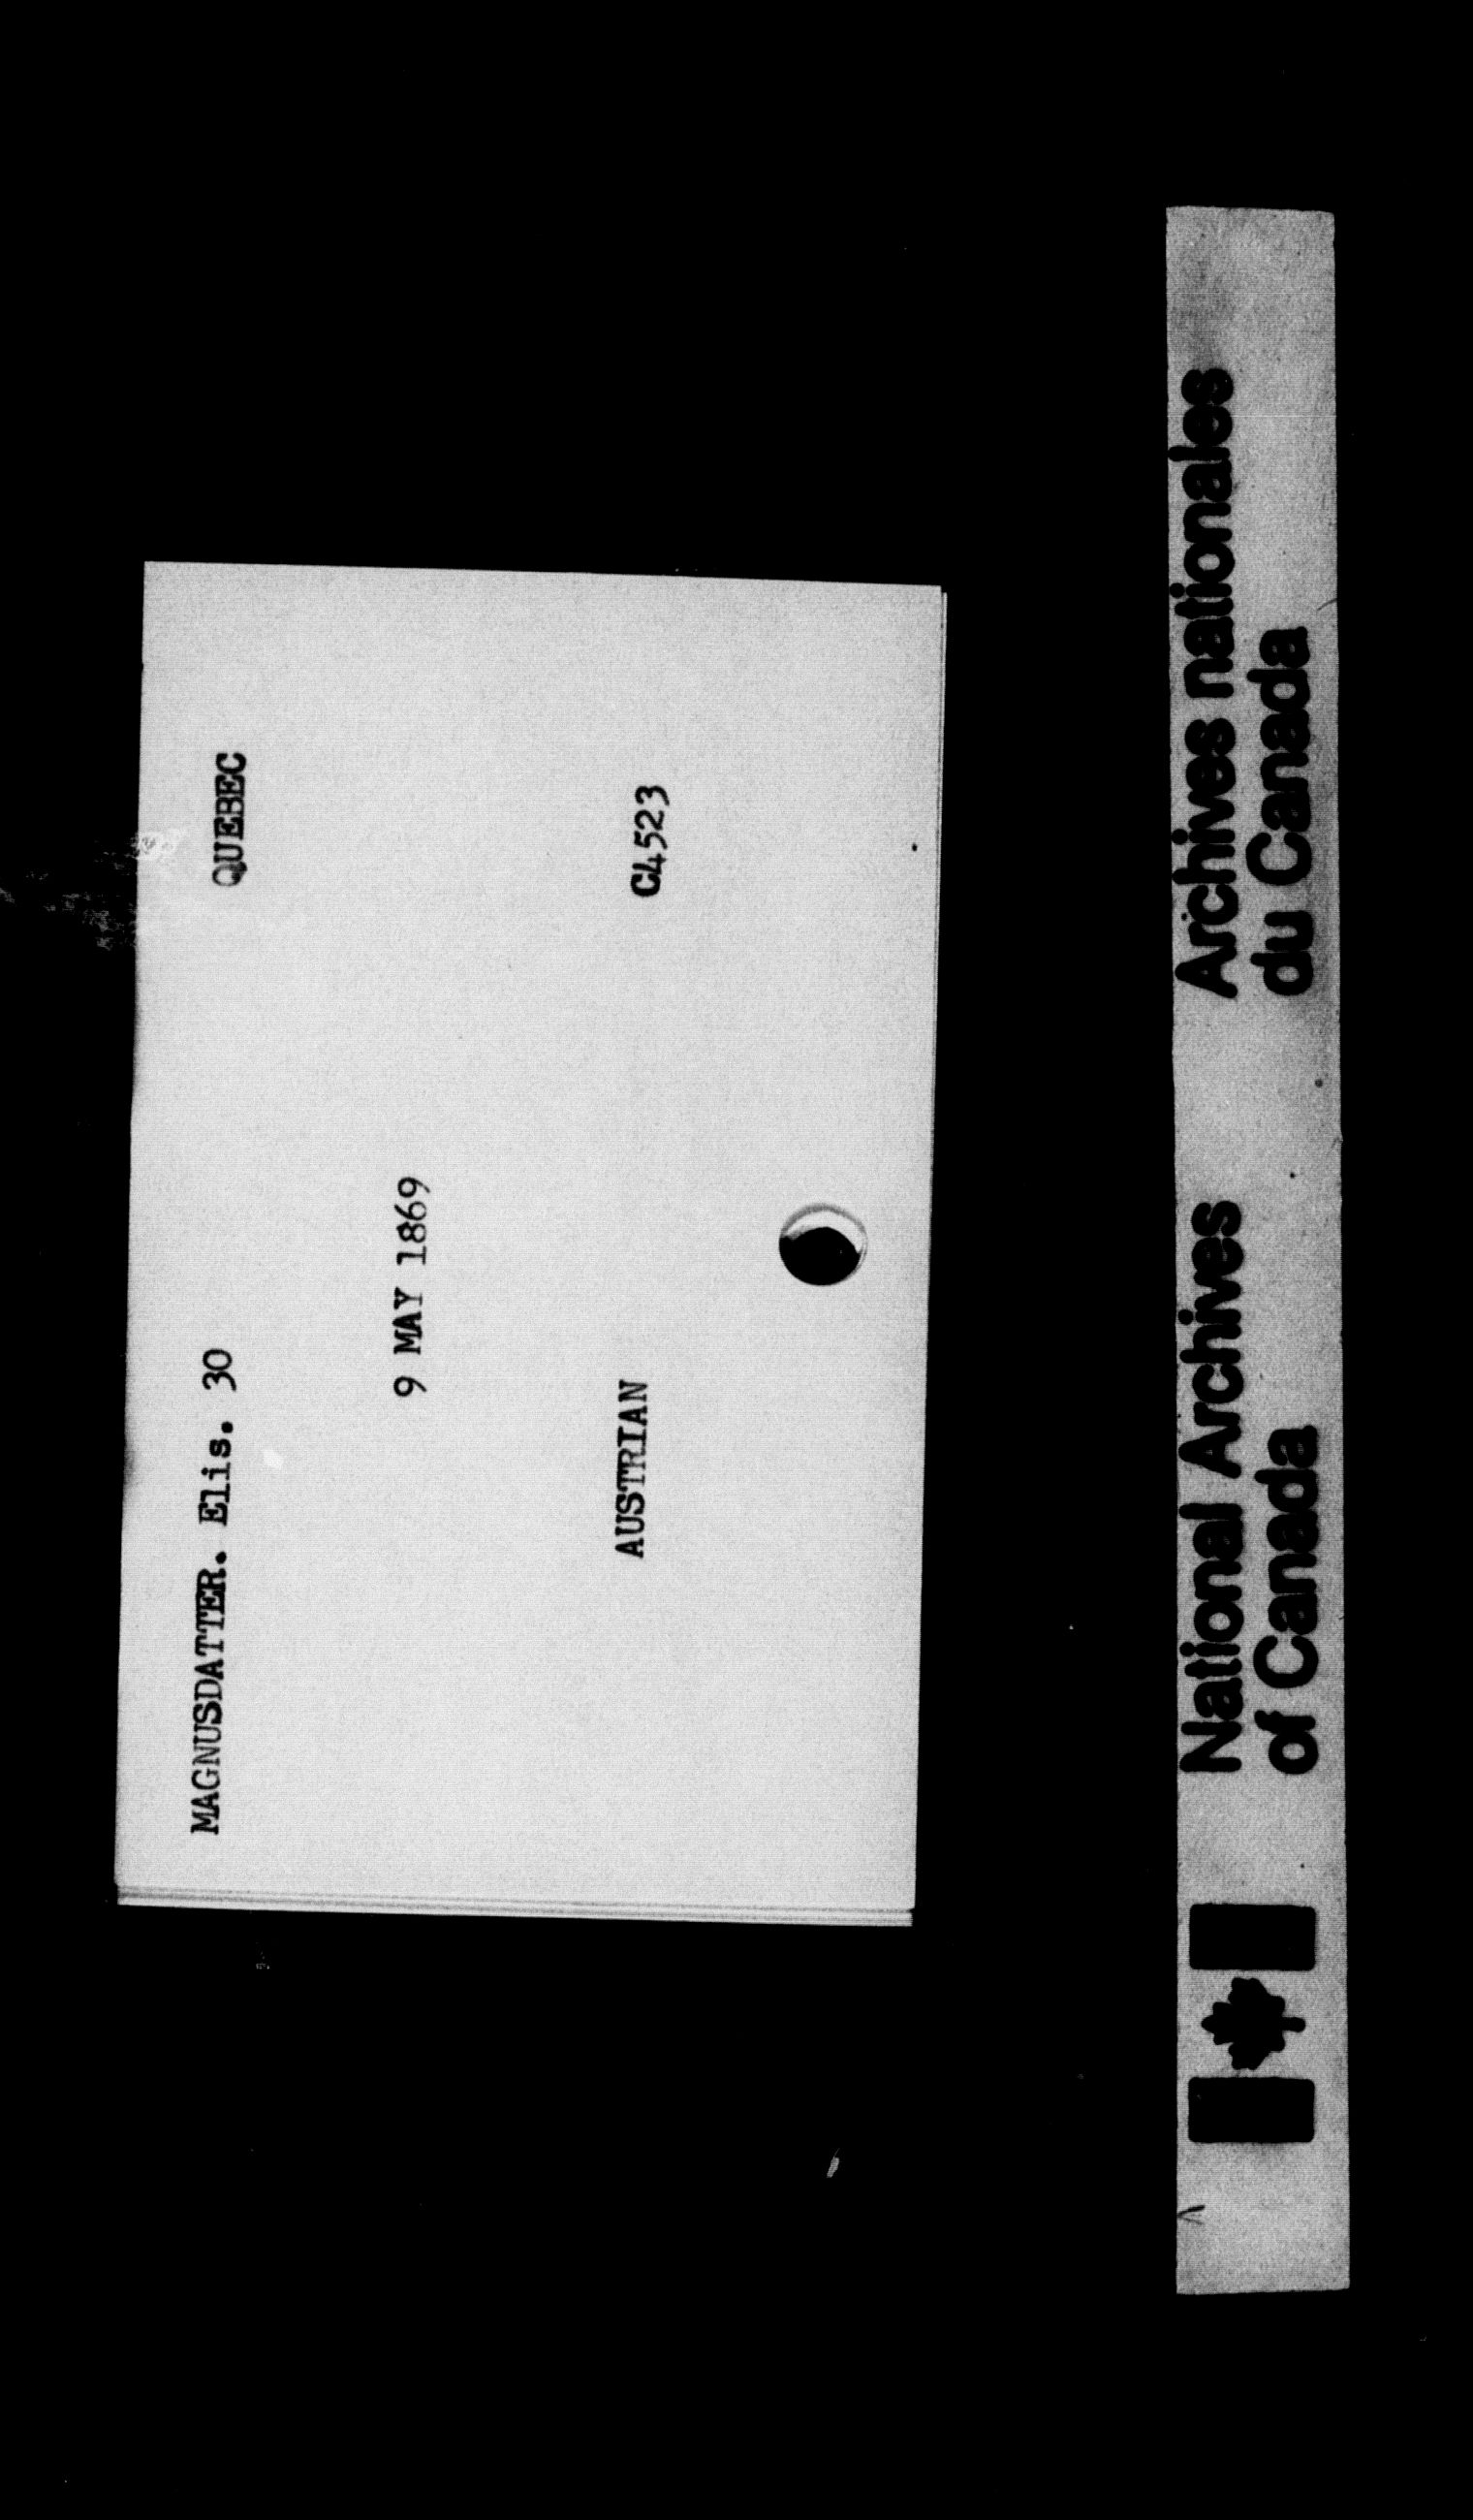 MAGNUSDATTER. Elis. 30 QUEBEC
9 MAY 1869
AUSTRIAN C4523
National Archives
of Canada
Archives nationales
du Canada